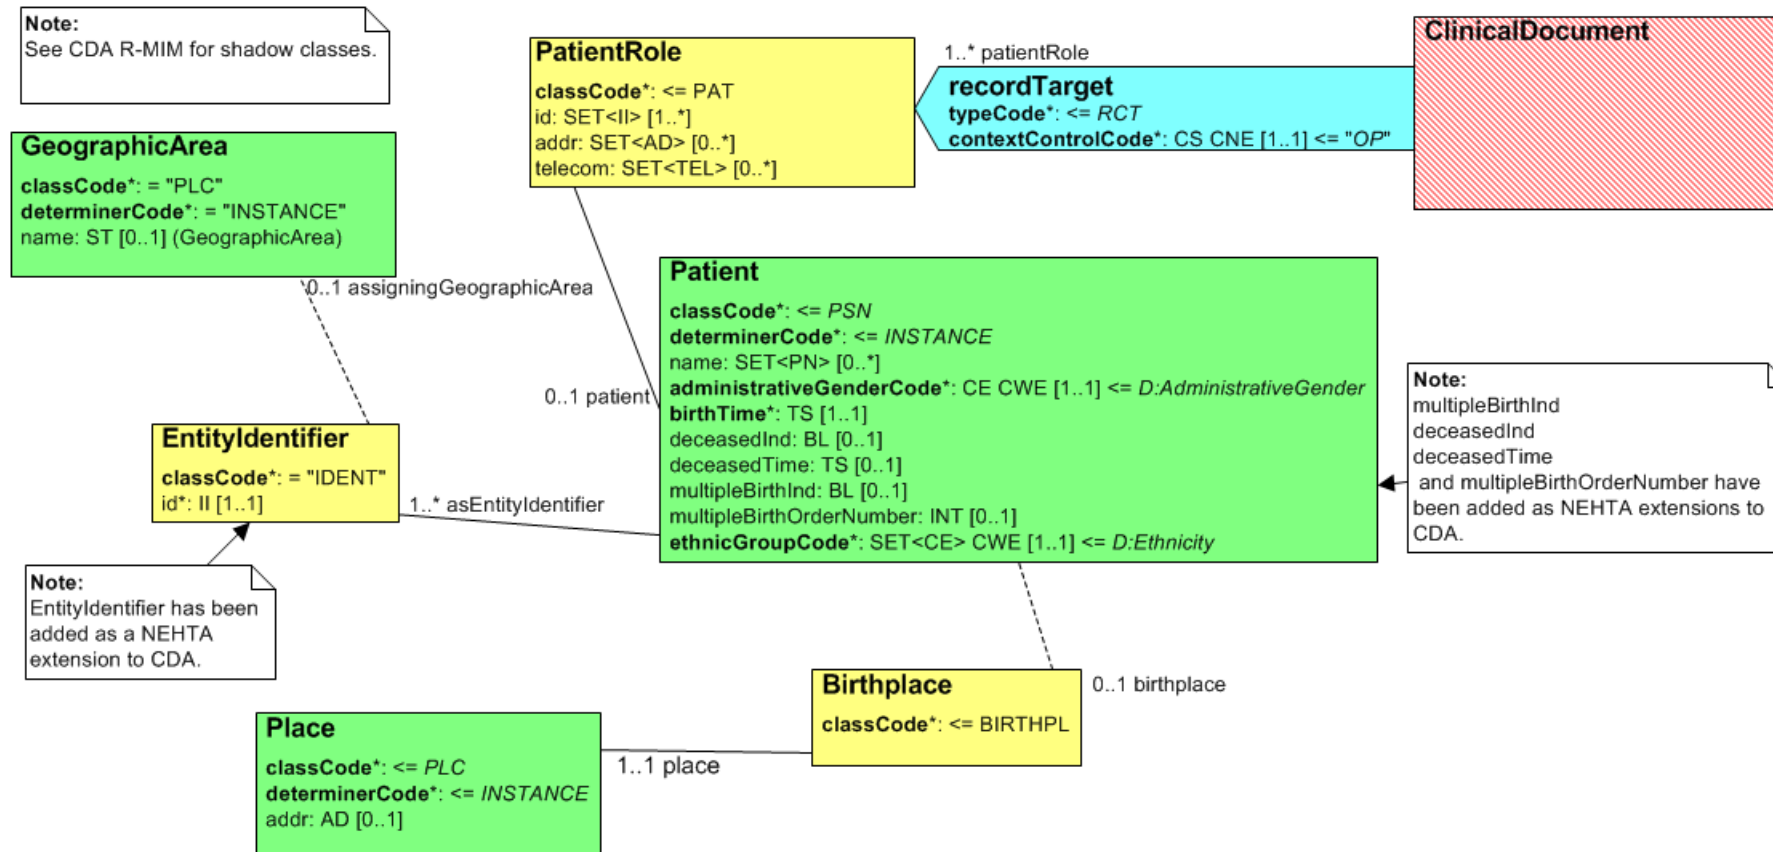 Note:
See CDA R-MIM for shadow classes.
PatientRole
classCode*: <= PAT
id: SET<II> [1..*]
addr: SET<AD> [0..*]
telecom: SET<TEL> [0..*]
1..* patientRole
recordTarget
typeCode*: <= RCT
contextControlCode*: CS CNE [1..1] <= "OP"
ClinicalDocument
GeographicArea
classCode*: = "PLC"
determinerCode*: = "INSTANCE"
name: ST [0..1] (GeographicArea)
0..1 assigningGeographicArea
Patient
classCode*: <= PSN
determinerCode*: <= INSTANCE
name: SET<PN> [0..*]
administrativeGenderCode*: CE CWE [1..1] <= D:AdministrativeGender
birthTime*: TS [1..1]
deceasedInd: BL [0..1]
deceasedTime: TS [0..1]
multipleBirthInd: BL [0..1]
multipleBirthOrderNumber: INT [0..1]
ethnicGroupCode*: SET<CE> CWE [1..1] <= D:Ethnicity
0..1 patient
Note:
multipleBirthInd
deceasedInd
deceasedTime
and multipleBirthOrderNumber have
been added as NEHTA extensions to
CDA.
EntityIdentifier
classCode*: = "IDENT"
id*: II [1..1]
1..* asEntityIdentifier
Note:
EntityIdentifier has been
added as a NEHTA
extension to CDA.
Birthplace
classCode*: <= BIRTHPL
0..1 birthplace
Place
classCode*: <= PLC
determinerCode*: <= INSTANCE
addr: AD [0..1]
1..1 place